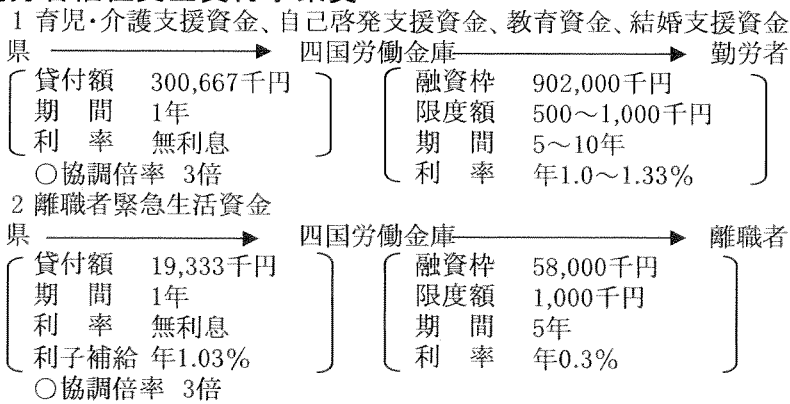 1 育児・介護支援資金、自己啓発支援資金、教育資金、結婚支援資金
県 四国労働金庫 勤労者
貸付額 300,667千円 融資枠 902,000千円
期 間 1年 限度額 500～1,000千円
利 率 無利息 期 間 5～10年
○協調倍率 3倍 利 率 年1.0～1.33%
2 離職者緊急生活資金
県 四国労働金庫 離職者
貸付額 19,333千円 融資枠 58,000千円
期 間 1年 限度額 1,000千円
利 率 無利息 期 間 5年
利子補給 年1.03% 利 率 年0.3%
○協調倍率 3倍